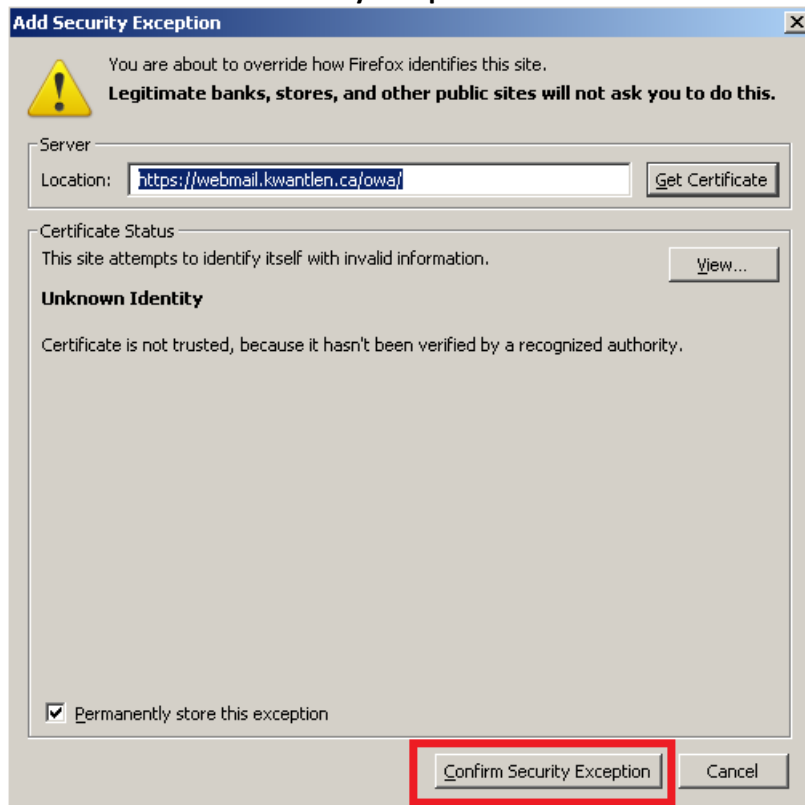 Add Security Exception
You are about to override how Firefox identifies this site.
Legitimate banks, stores, and other public sites will not ask you to do this.
Server
Location: https://webmail.kwantlen.ca/owa/ Get Certificate
Certificate Status
This site attempts to identify itself with invalid information. View...
Unknown Identity
Certificate is not trusted, because it hasn't been verified by a recognized authority.
Permanently store this exception
Confirm Security Exception Cancel